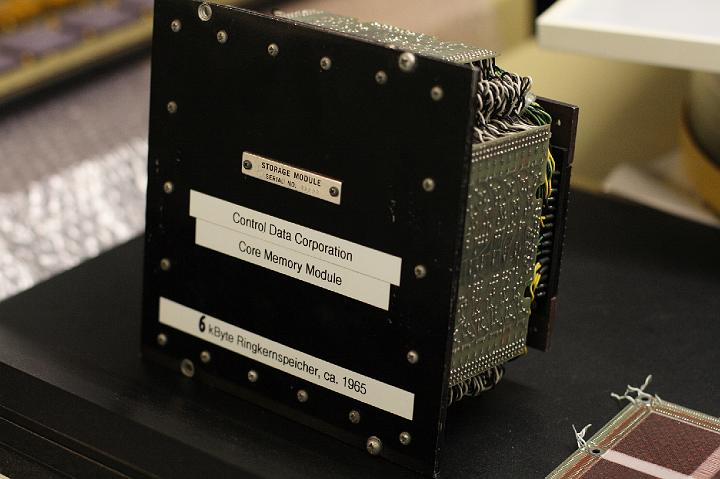 STORAGE MODULE
SERIAL NO.
Control Data Corporation
Core Memory Module
6 kByte Ringkernspeicher, ca. 1965